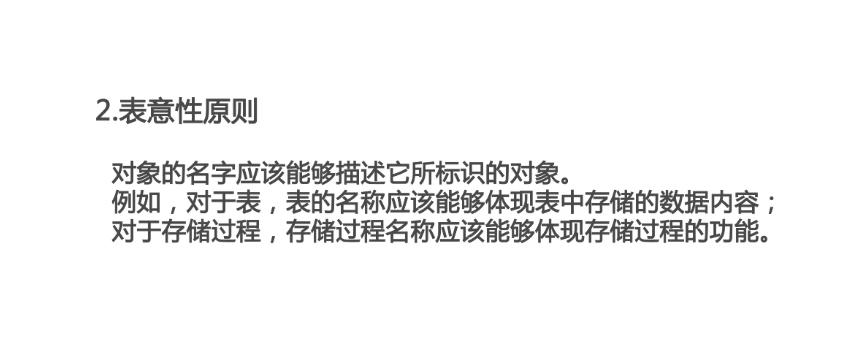 2.表意性原则
对象的名字应该能够描述它所标识的对象。
例如，对于表，表的名称应该能够体现表中存储的数据内容；
对于存储过程，存储过程名称应该能够体现存储过程的功能。